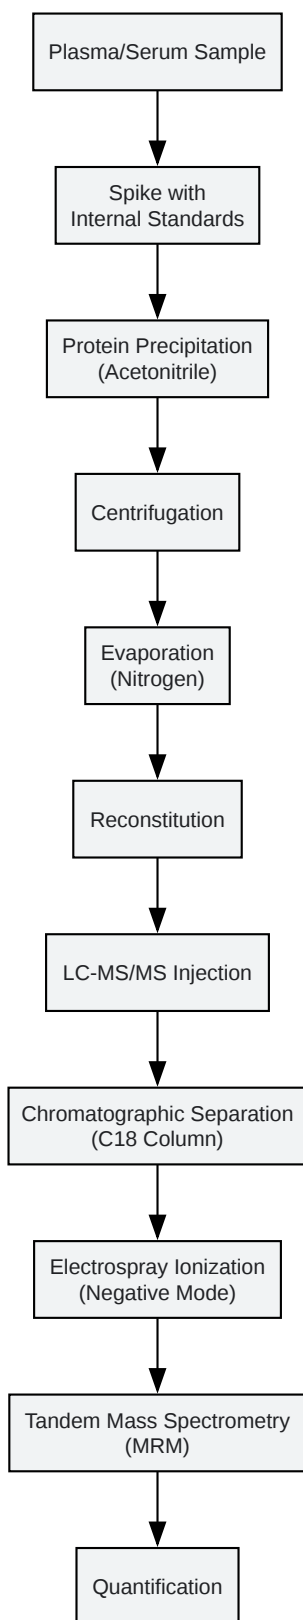 Plasma/Serum Sample
Spike with
Internal Standards
Protein Precipitation
(Acetonitrile)
Centrifugation
Evaporation
(Nitrogen)
Reconstitution
LC-MS/MS Injection
Chromatographic Separation
(C18 Column)
Electrospray Ionization
(Negative Mode)
Tandem Mass Spectrometry
(MRM)
Quantification